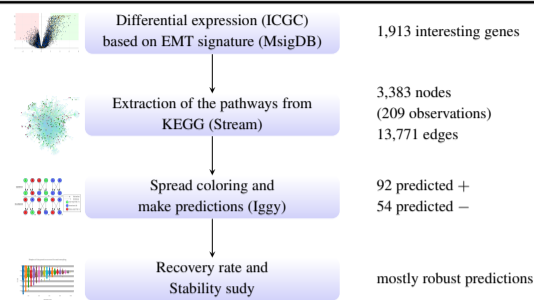 Differential expression (ICGC)
based on EMT signature (MsigDB)
1,913 interesting genes
Extraction of the pathways from
KEGG (Stream)
3,383 nodes
(209 observations)
13,771 edges
Spread coloring and
make predictions (Iggy)
92 predicted +
54 predicted −
Recovery rate and
Stability sudy
mostly robust predictions